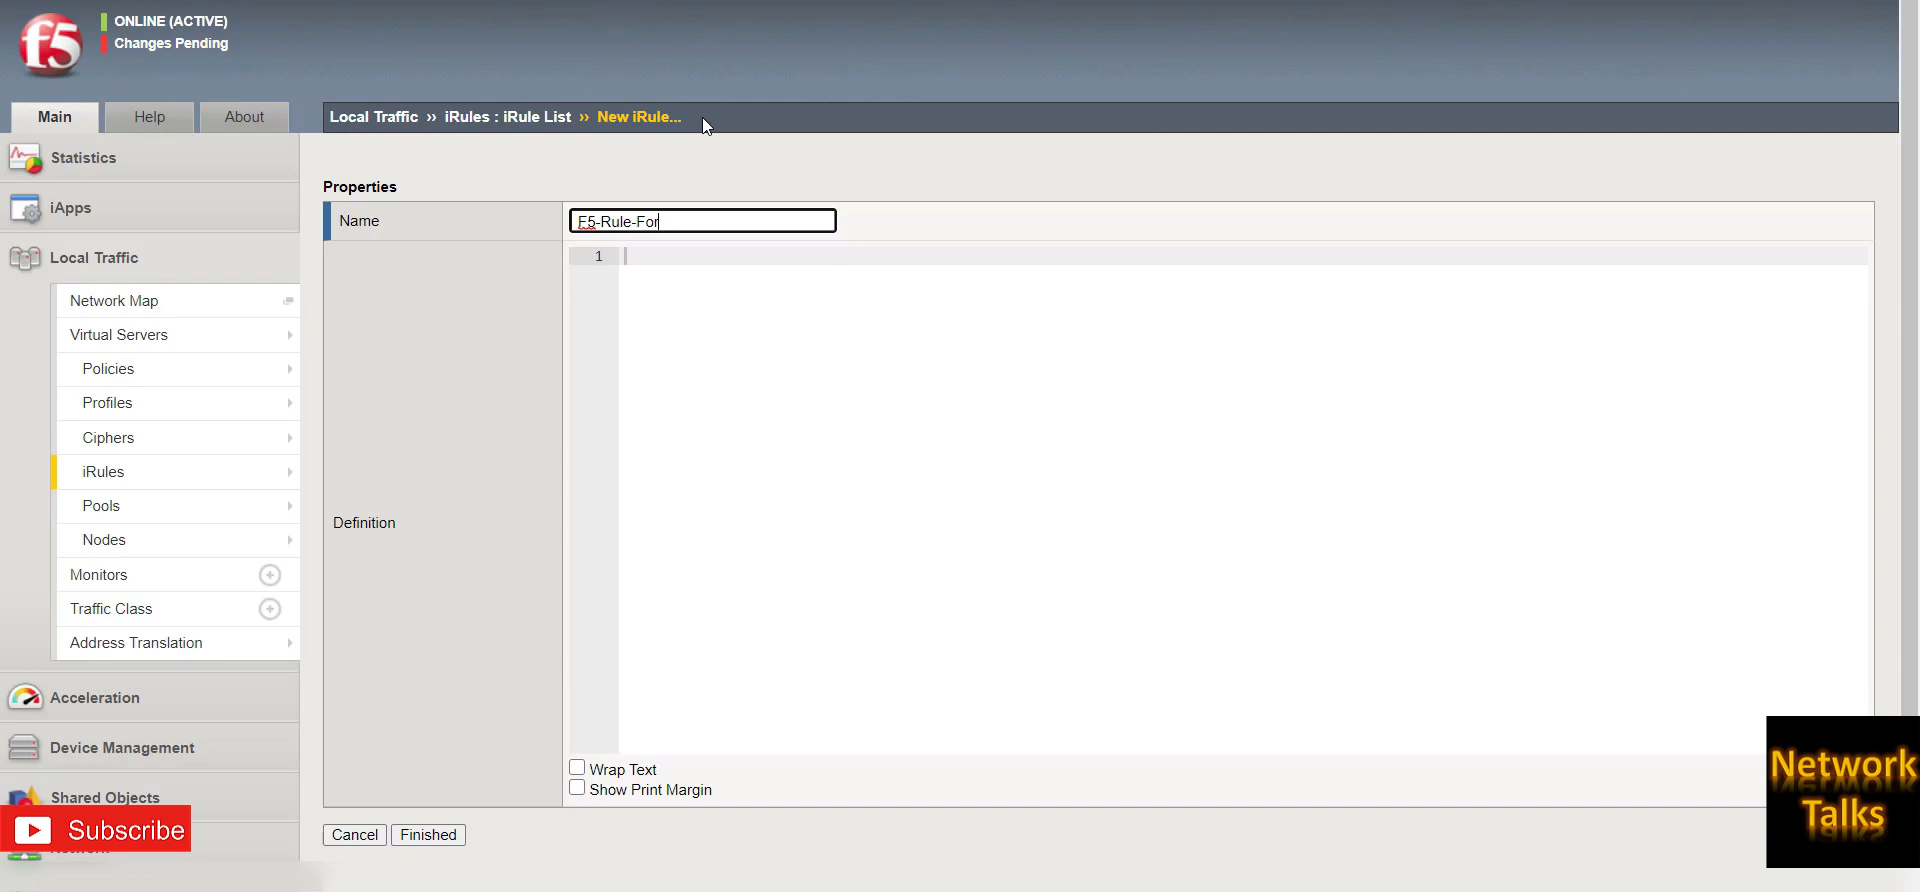 f5
ONLINE (ACTIVE)
Changes Pending
Main
Help
About
Local Traffic ›› iRules : iRule List ›› New iRule...
Statistics
iApps
Local Traffic
Network Map
Virtual Servers
Policies
Profiles
Ciphers
iRules
Pools
Nodes
Monitors
Traffic Class
Address Translation
Acceleration
Device Management
Shared Objects
Subscribe
Properties
Name
F5-Rule-For
1
Definition
Wrap Text
Show Print Margin
Cancel
Finished
Network
Talks